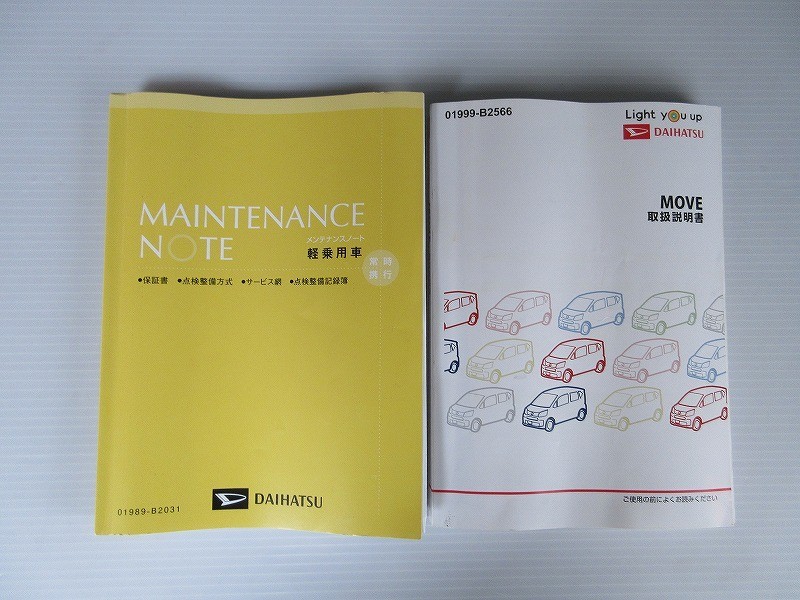 MAINTENANCE
NOTE
メンテナンスノート
軽乗用車
常時
携行
●保証書 ●点検整備方式 ●サービス網 ●点検整備記録簿
DAIHATSU
01989-B2031
01999-B2566
Light you up
DAIHATSU
MOVE
取扱説明書
ご使用の前によくお読みください